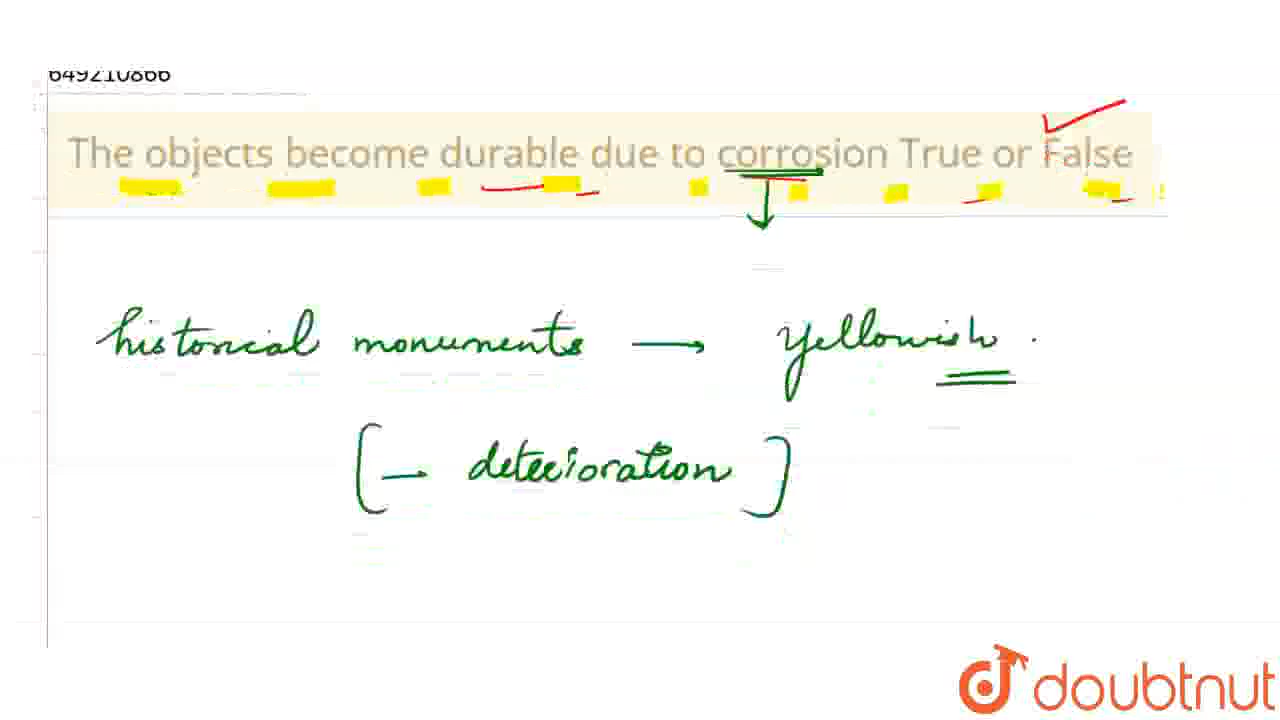 649210866
The objects become durable due to corrosion True or False
historical monuments → yellowish .
[→ deterioration]
doubtnut